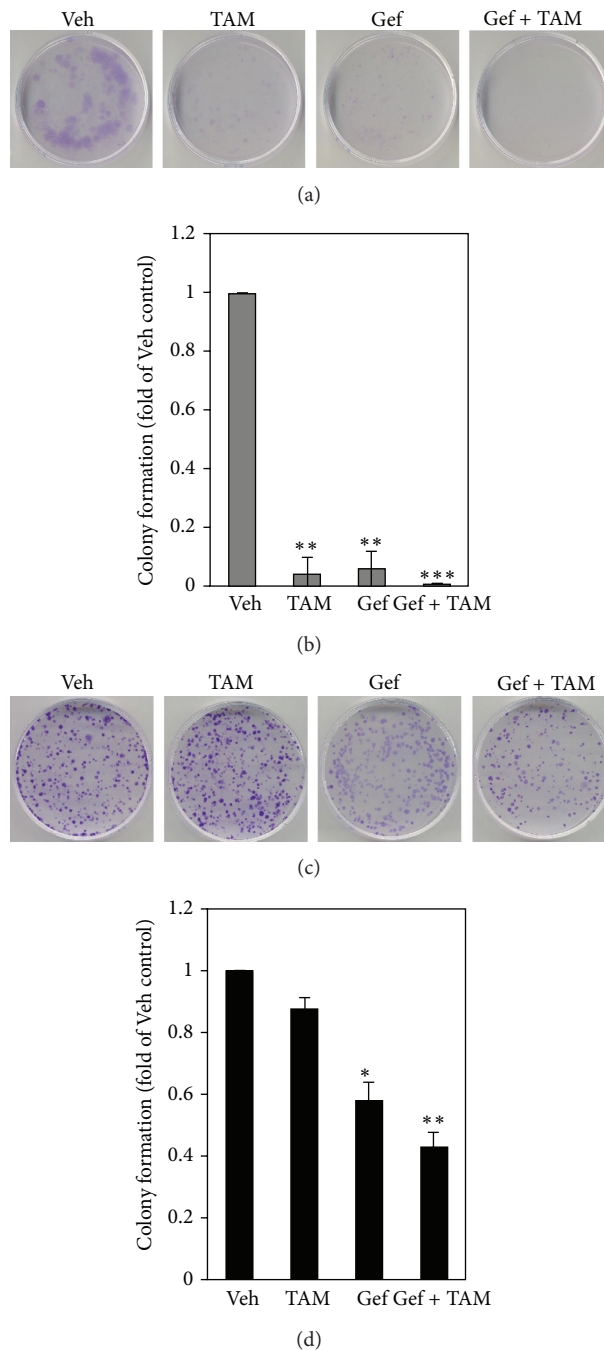 Veh TAM Gef Gef + TAM
(a)
Colony formation (fold of Veh control)
1.2
1
0.8
0.6
0.4
0.2
0
** ** ***
Veh TAM Gef Gef + TAM
(b)
Veh TAM Gef Gef + TAM
(c)
Colony formation (fold of Veh control)
1.2
1
0.8
0.6
0.4
0.2
0
* **
Veh TAM Gef Gef + TAM
(d)